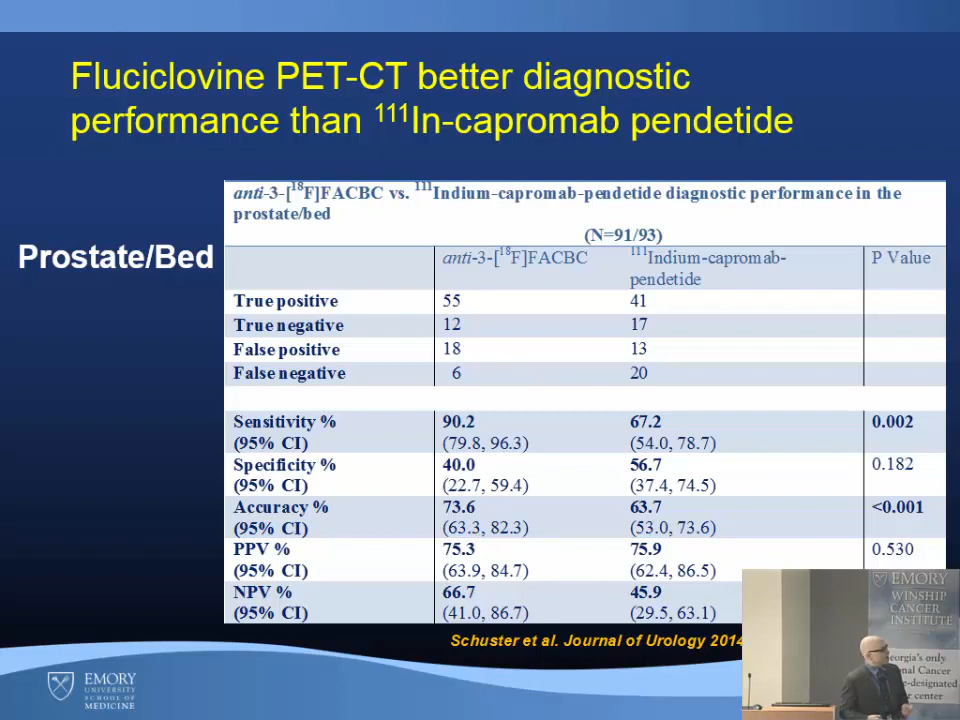 Fluciclovine PET-CT better diagnostic
performance than ¹¹¹In-capromab pendetide
Prostate/Bed
anti-3-[¹⁸F]FACBC vs. ¹¹¹Indium-capromab-pendetide diagnostic performance in the
prostate/bed
(N=91/93)
anti-3-[¹⁸F]FACBC ¹¹¹Indium-capromab- P Value
pendetide
True positive 55 41
True negative 12 17
False positive 18 13
False negative 6 20
Sensitivity % 90.2 67.2 0.002
(95% CI) (79.8, 96.3) (54.0, 78.7)
Specificity % 40.0 56.7 0.182
(95% CI) (22.7, 59.4) (37.4, 74.5)
Accuracy % 73.6 63.7 <0.001
(95% CI) (63.3, 82.3) (53.0, 73.6)
PPV % 75.3 75.9 0.530
(95% CI) (63.9, 84.7) (62.4, 86.5)
NPV % 66.7 45.9
(95% CI) (41.0, 86.7) (29.5, 63.1)
Schuster et al. Journal of Urology 2014
EMORY
UNIVERSITY
SCHOOL OF
MEDICINE
EMORY
WINSHIP
CANCER
INSTITUTE
Georgia's only
Cancer
-designated
center